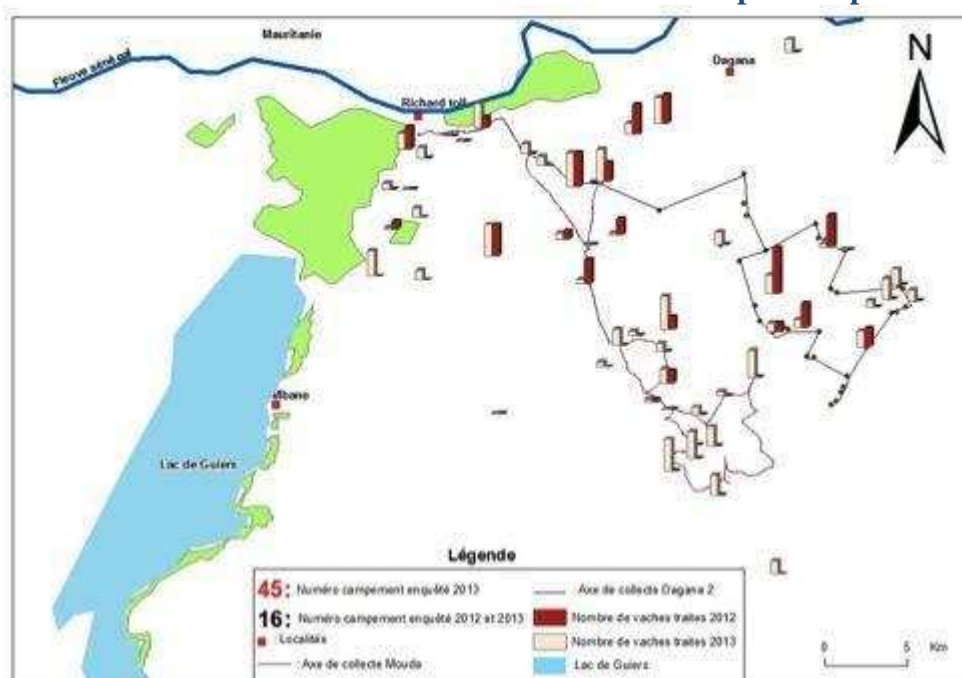 Mauritanie
N
Dagana
Fleuve sénégal
Richard toll
Mbane
Lac de Guiers
Légende
45: Numéro campement enquêté 2013
16: Numéro campement enquêté 2012 et 2013
Localités
Axe de collecte Mouda
Axe de collecte Dagana 2
Nombre de vaches traites 2012
Nombre de vaches traites 2013
Lac de Guiers
0 5 Km